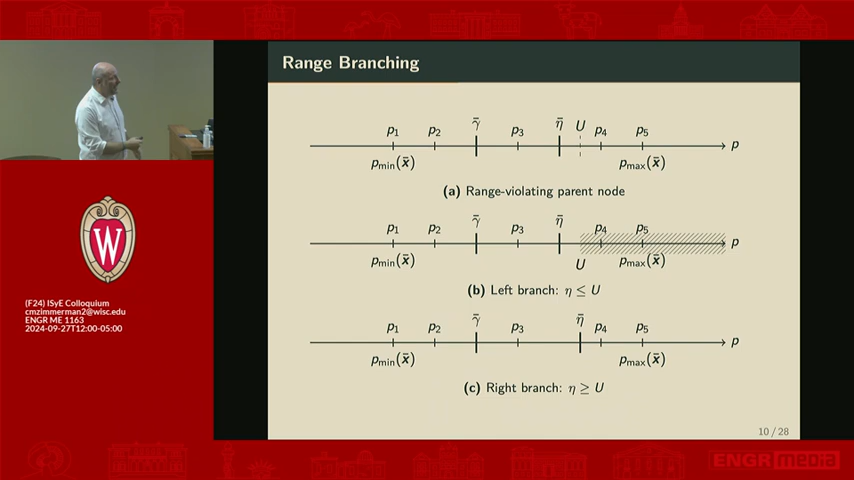 Range Branching
p1 p2 γ̄ p3 η̄ U p4 p5 p
pmin(x̄) pmax(x̄)
(a) Range-violating parent node
p1 p2 γ̄ p3 η̄ p4 p5 p
pmin(x̄) U pmax(x̄)
(b) Left branch: η ≤ U
p1 p2 γ̄ p3 η̄ p4 p5 p
pmin(x̄) pmax(x̄)
(c) Right branch: η ≥ U
10 / 28
W
(F24) ISyE Colloquium
cmzimmerman2@wisc.edu
ENGR ME 1163
2024-09-27T12:00-05:00
ENGR media